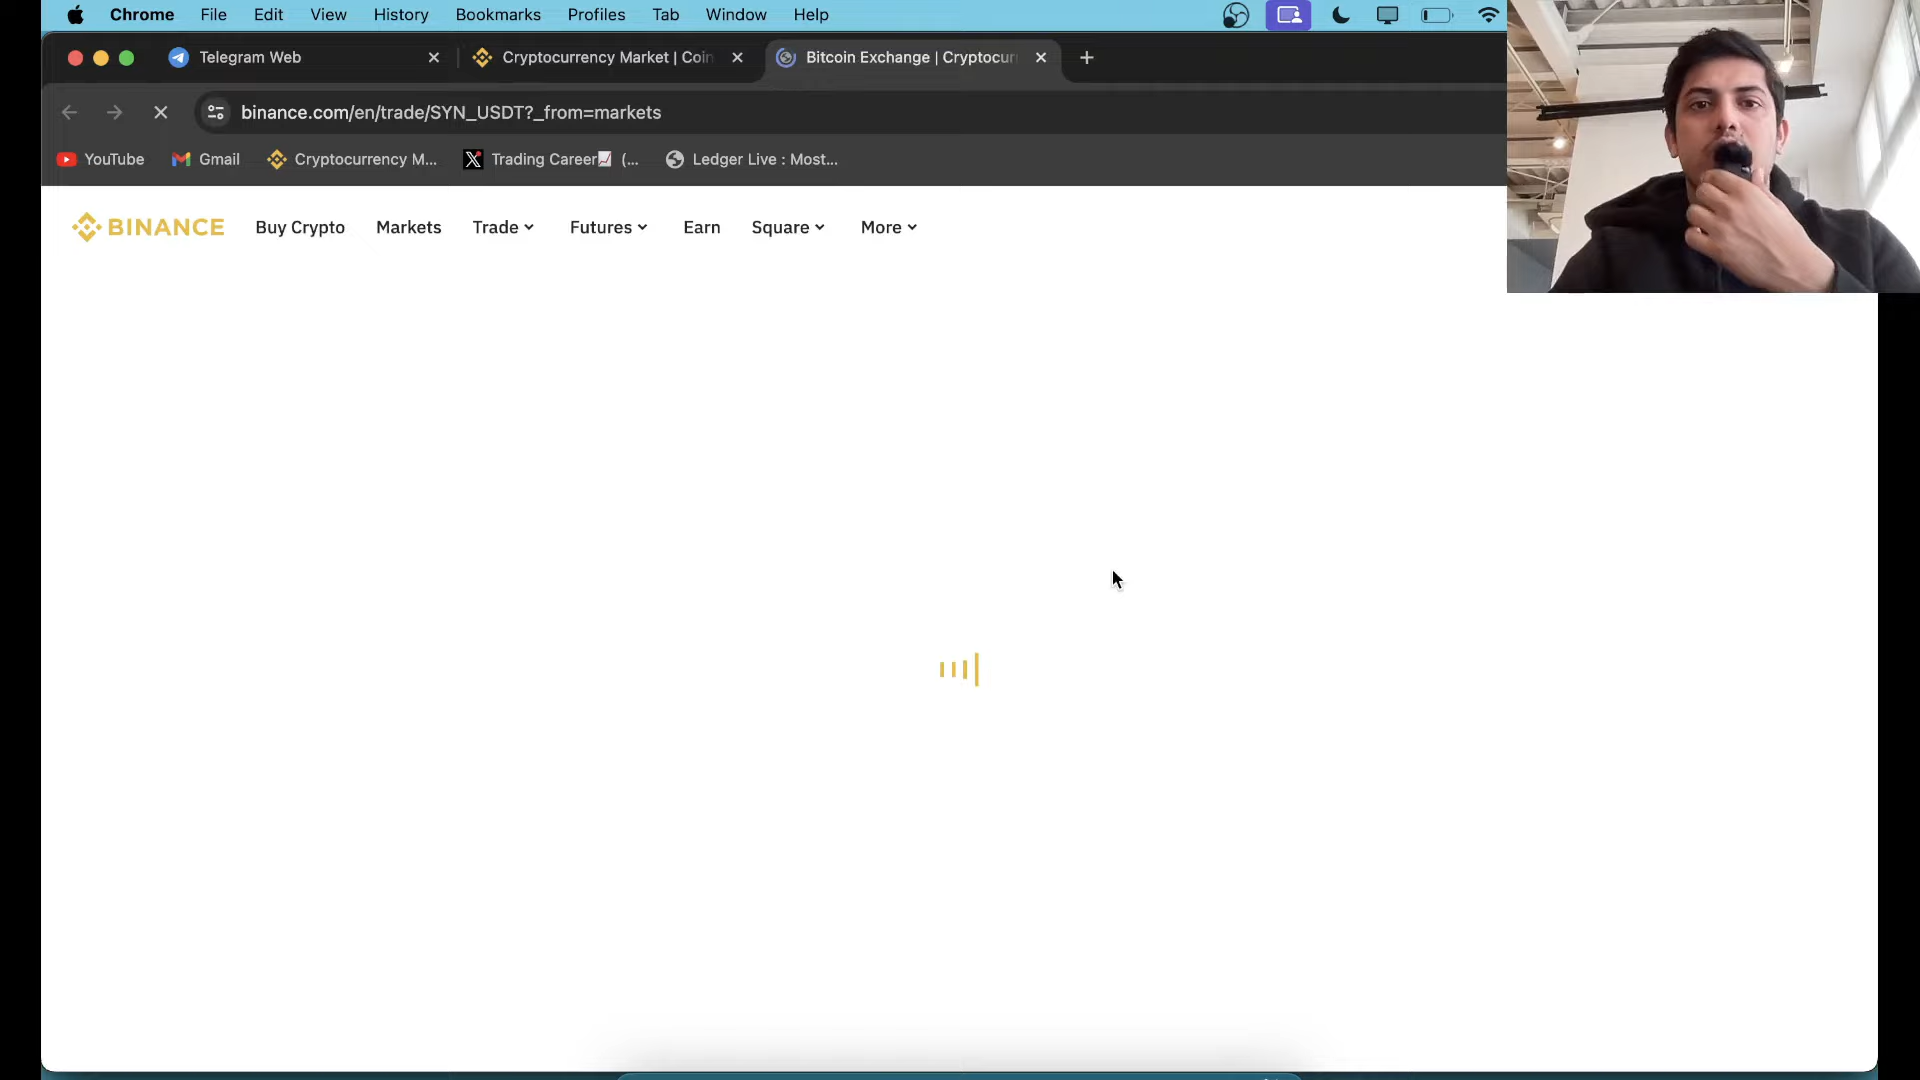 Chrome File Edit View History Bookmarks Profiles Tab Window Help
Telegram Web
Cryptocurrency Market | Coin
Bitcoin Exchange | Cryptocur
binance.com/en/trade/SYN_USDT?_from=markets
YouTube Gmail Cryptocurrency M... Trading Career (... Ledger Live : Most...
BINANCE Buy Crypto Markets Trade Futures Earn Square More